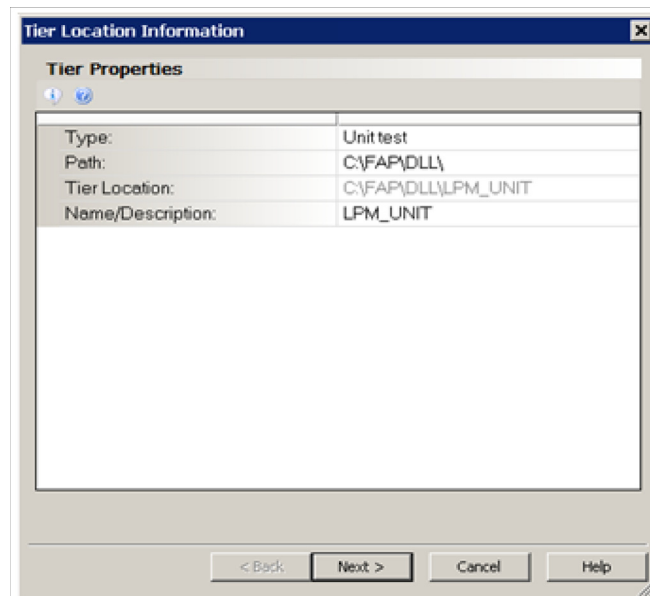 Tier Location Information
Tier Properties
Type: Unit test
Path: C:\FAP\DLL\
Tier Location: C:\FAP\DLL\LPM_UNIT
Name/Description: LPM_UNIT
< Back Next > Cancel Help